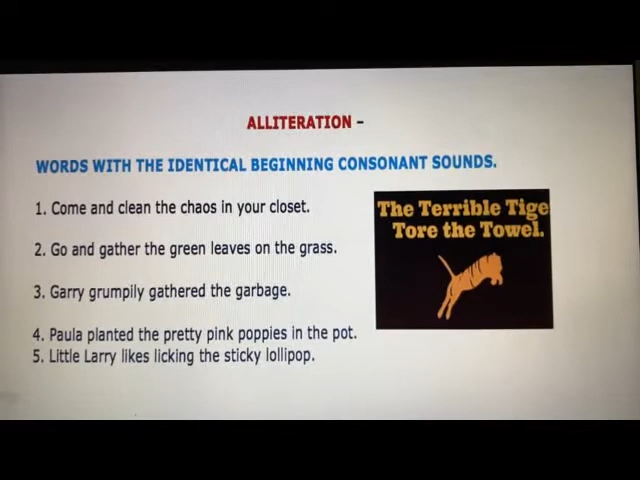 ALLITERATION –
WORDS WITH THE IDENTICAL BEGINNING CONSONANT SOUNDS.
1. Come and clean the chaos in your closet.
2. Go and gather the green leaves on the grass.
3. Garry grumpily gathered the garbage.
4. Paula planted the pretty pink poppies in the pot.
5. Little Larry likes licking the sticky lollipop.
The Terrible Tige
Tore the Towel.